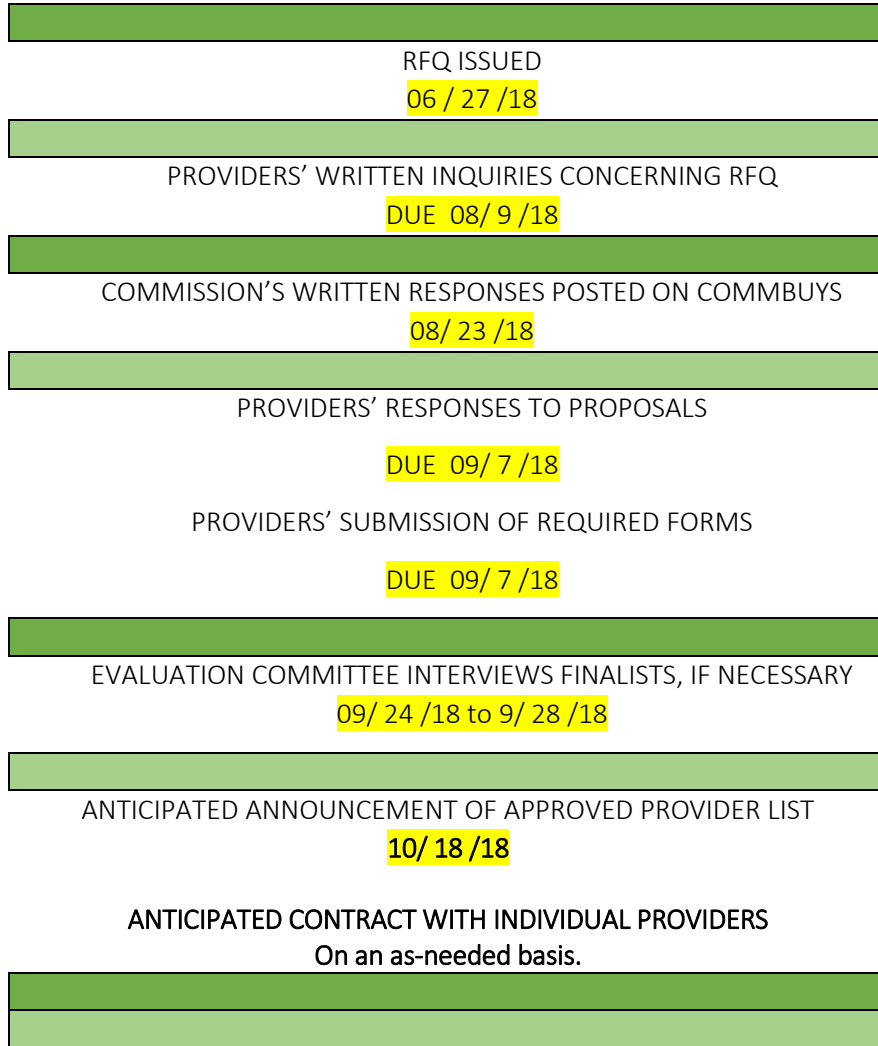 RFQ ISSUED
06 / 27 /18
PROVIDERS’ WRITTEN INQUIRIES CONCERNING RFQ
DUE  08/ 9 /18
COMMISSION’S WRITTEN RESPONSES POSTED ON COMMBUYS
08/ 23 /18
PROVIDERS’ RESPONSES TO PROPOSALS
DUE  09/ 7 /18
PROVIDERS’ SUBMISSION OF REQUIRED FORMS
DUE  09/ 7 /18
EVALUATION COMMITTEE INTERVIEWS FINALISTS, IF NECESSARY
09/ 24 /18 to 9/ 28 /18
ANTICIPATED ANNOUNCEMENT OF APPROVED PROVIDER LIST
10/ 18 /18
ANTICIPATED CONTRACT WITH INDIVIDUAL PROVIDERS
On an as-needed basis.